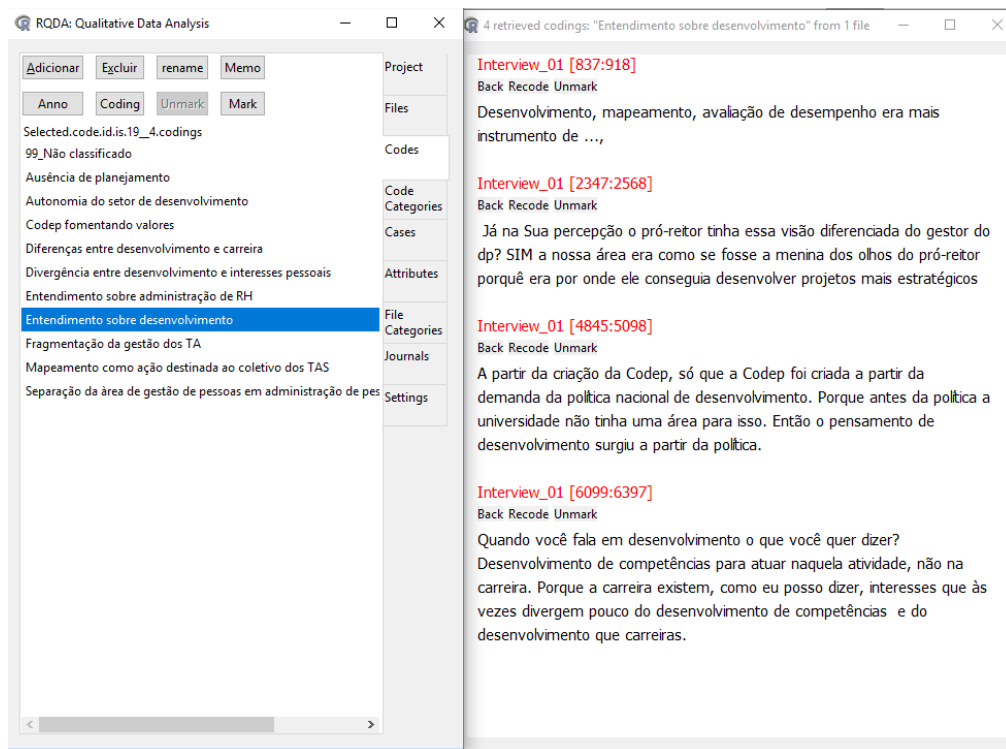 RQDA: Qualitative Data Analysis
Adicionar Excluir rename Memo
Anno Coding Unmark Mark
Selected.code.id.is.19__4.codings
99_Não classificado
Ausência de planejamento
Autonomia do setor de desenvolvimento
Codep fomentando valores
Diferenças entre desenvolvimento e carreira
Divergência entre desenvolvimento e interesses pessoais
Entendimento sobre administração de RH
Entendimento sobre desenvolvimento
Fragmentação da gestão dos TA
Mapeamento como ação destinada ao coletivo dos TAS
Separação da àrea de gestão de pessoas em administração de pes
Project
Files
Codes
Code
Categories
Cases
Attributes
File
Categories
Journals
Settings
4 retrieved codings: "Entendimento sobre desenvolvimento" from 1 file
Interview_01 [837:918]
Back Recode Unmark
Desenvolvimento, mapeamento, avaliação de desempenho era mais
instrumento de ...,
Interview_01 [2347:2568]
Back Recode Unmark
Já na Sua percepção o pró-reitor tinha essa visão diferenciada do gestor do
dp? SIM a nossa área era como se fosse a menina dos olhos do pró-reitor
porquê era por onde ele conseguia desenvolver projetos mais estratégicos
Interview_01 [4845:5098]
Back Recode Unmark
A partir da criação da Codep, só que a Codep foi criada a partir da
demanda da política nacional de desenvolvimento. Porque antes da política a
universidade não tinha uma área para isso. Então o pensamento de
desenvolvimento surgiu a partir da política.
Interview_01 [6099:6397]
Back Recode Unmark
Quando você fala em desenvolvimento o que você quer dizer?
Desenvolvimento de competências para atuar naquela atividade, não na
carreira. Porque a carreira existem, como eu posso dizer, interesses que às
vezes divergem pouco do desenvolvimento de competências e do
desenvolvimento que carreiras.